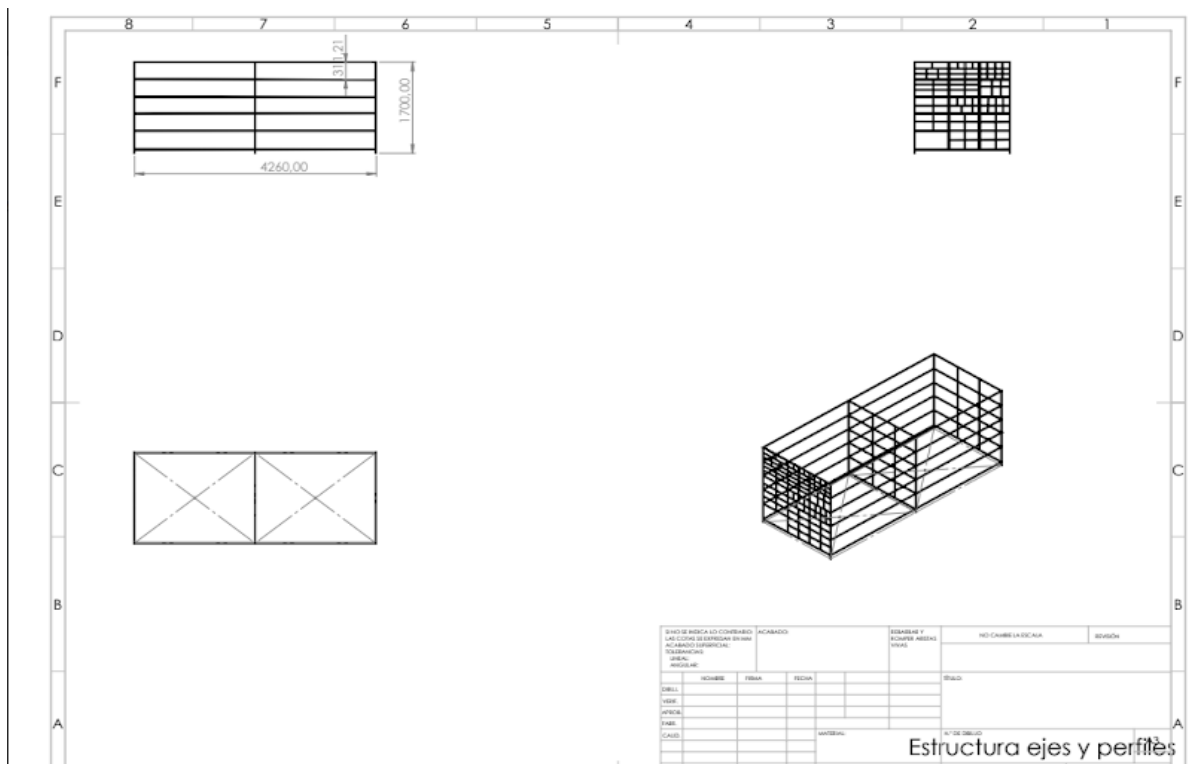 8 7 6 5 4 3 2 1
F
F
311,21
1700,00
4260,00
E
E
D
D
C
C
B
B
SI NO SE INDICA LO CONTRARIO:
LAS COTAS SE EXPRESAN EN MM
ACABADO SUPERFICIAL:
TOLERANCIAS:
LINEAL:
ANGULAR:
ACABADO:
REBARBAR Y
ROMPER ARISTAS
VIVAS
NO CAMBIE LA ESCALA
REVISIÓN
NOMBRE FIRMA FECHA
TÍTULO:
DIBUJ.
VERIF.
APROB.
FABR.
CALID.
MATERIAL:
N.º DE DIBUJO
A
A
Estructura ejes y perfiles